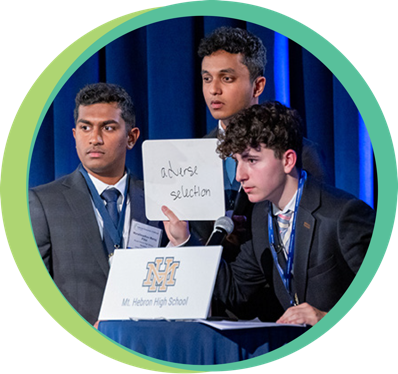 adverse
selection
MH
Mt. Hebron High School